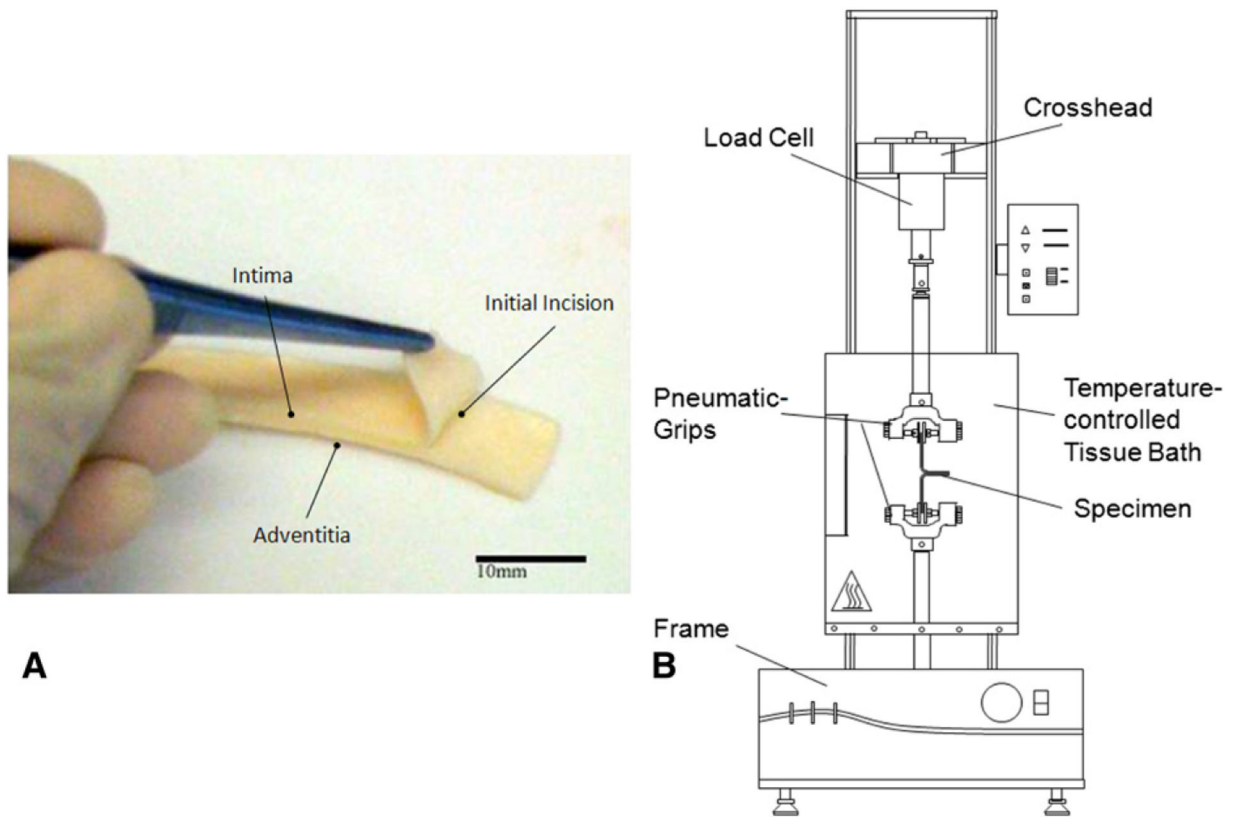 Intima
Initial Incision
Adventitia
10mm
A
Crosshead
Load Cell
Pneumatic-
Grips
Temperature-
controlled
Tissue Bath
Specimen
Frame
B